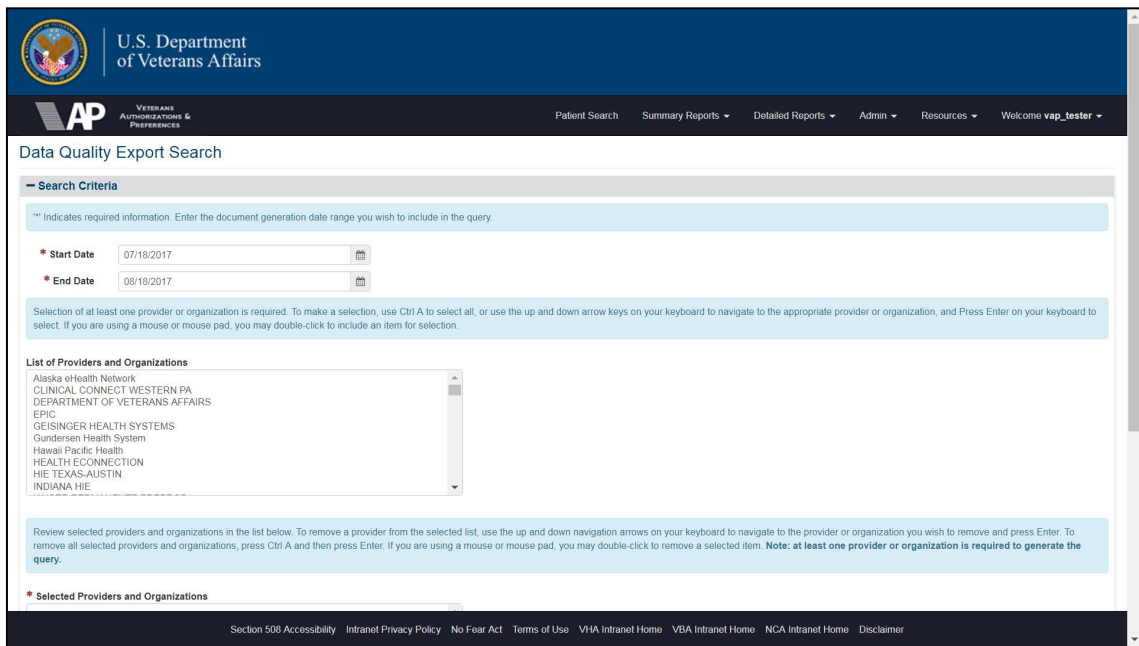 U.S. Department
of Veterans Affairs
VAP
VETERANS
AUTHORIZATIONS &
PREFERENCES
Patient Search Summary Reports Detailed Reports Admin Resources Welcome vap_tester
Data Quality Export Search
Search Criteria
'*' Indicates required information. Enter the document generation date range you wish to include in the query.
* Start Date 07/18/2017
* End Date 08/18/2017
Selection of at least one provider or organization is required. To make a selection, use Ctrl A to select all, or use the up and down arrow keys on your keyboard to navigate to the appropriate provider or organization, and Press Enter on your keyboard to
select. If you are using a mouse or mouse pad, you may double-click to include an item for selection.
List of Providers and Organizations
Alaska eHealth Network
CLINICAL CONNECT WESTERN PA
DEPARTMENT OF VETERANS AFFAIRS
EPIC
GEISINGER HEALTH SYSTEMS
Gundersen Health System
Hawaii Pacific Health
HEALTH ECONNECTION
HIE TEXAS-AUSTIN
INDIANA HIE
Review selected providers and organizations in the list below. To remove a provider from the selected list, use the up and down navigation arrows on your keyboard to navigate to the provider or organization you wish to remove and press Enter. To
remove all selected providers and organizations, press Ctrl A and then press Enter. If you are using a mouse or mouse pad, you may double-click to remove a selected item. Note: at least one provider or organization is required to generate the
query.
* Selected Providers and Organizations
Section 508 Accessibility Intranet Privacy Policy No Fear Act Terms of Use VHA Intranet Home VBA Intranet Home NCA Intranet Home Disclaimer